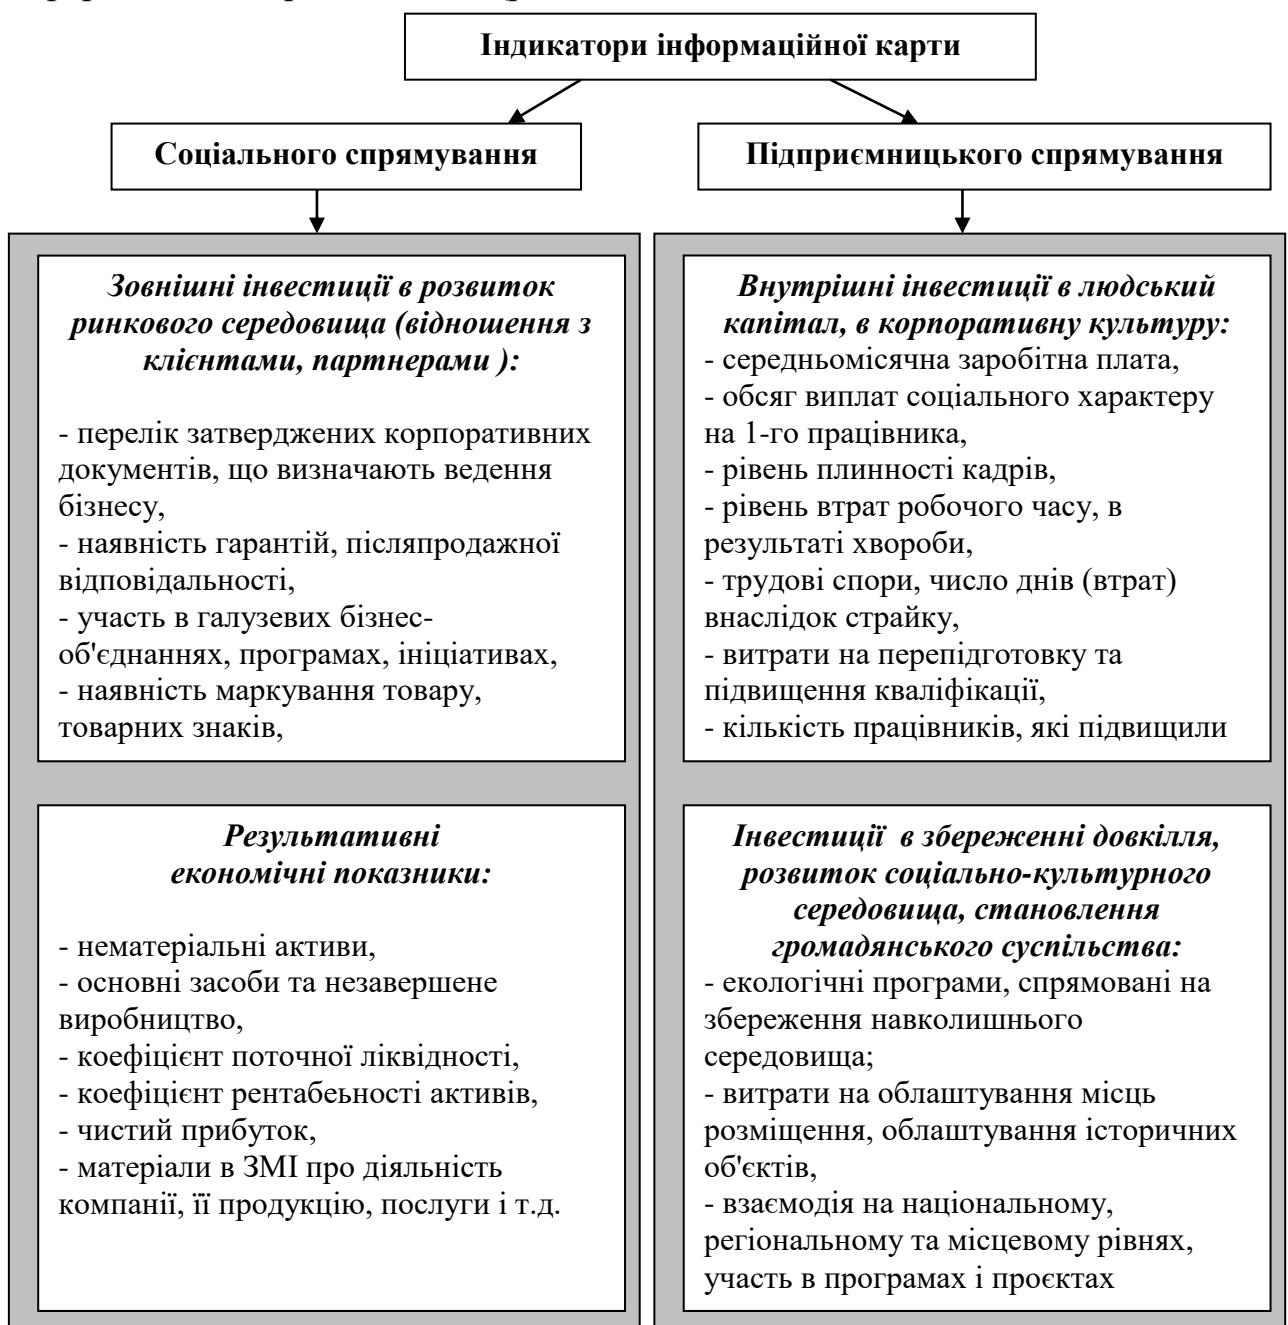 Індикатори інформаційної карти
Соціального спрямування
Підприємницького спрямування
Зовнішні інвестиції в розвиток
ринкового середовища (відношення з
клієнтами, партнерами ):
- перелік затверджених корпоративних
документів, що визначають ведення
бізнесу,
- наявність гарантій, післяпродажної
відповідальності,
- участь в галузевих бізнес-
об'єднаннях, програмах, ініціативах,
- наявність маркування товару,
товарних знаків,
Внутрішні інвестиції в людський
капітал, в корпоративну культуру:
- середньомісячна заробітна плата,
- обсяг виплат соціального характеру
на 1-го працівника,
- рівень плинності кадрів,
- рівень втрат робочого часу, в
результаті хвороби,
- трудові спори, число днів (втрат)
внаслідок страйку,
- витрати на перепідготовку та
підвищення кваліфікації,
- кількість працівників, які підвищили
Результативні
економічні показники:
- нематеріальні активи,
- основні засоби та незавершене
виробництво,
- коефіцієнт поточної ліквідності,
- коефіцієнт рентабеьності активів,
- чистий прибуток,
- матеріали в ЗМІ про діяльність
компанії, її продукцію, послуги і т.д.
Інвестиції  в збереженні довкілля,
розвиток соціально-культурного
середовища, становлення
громадянського суспільства:
- екологічні програми, спрямовані на
збереження навколишнього
середовища;
- витрати на облаштування місць
розміщення, облаштування історичних
об'єктів,
- взаємодія на національному,
регіональному та місцевому рівнях,
участь в програмах і проєктах